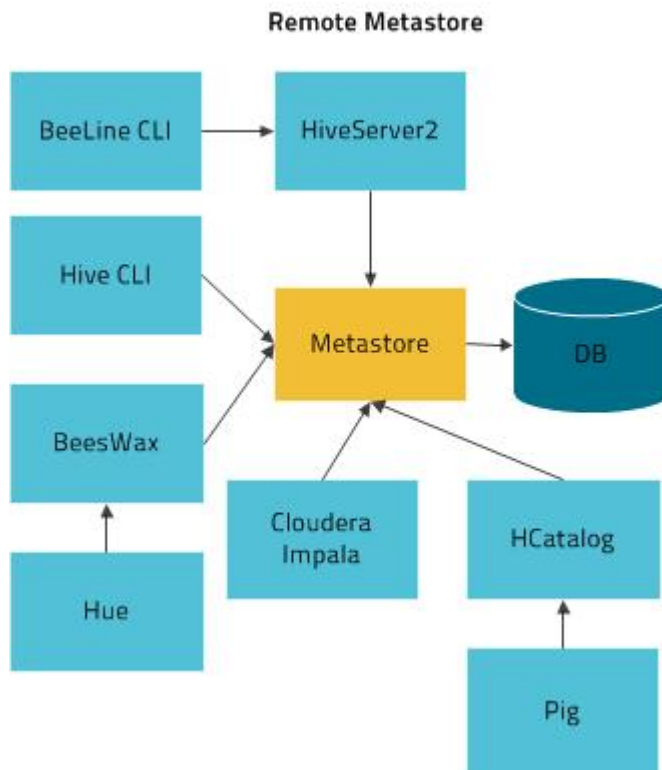 Remote Metastore
BeeLine CLI
HiveServer2
Hive CLI
Metastore
DB
BeesWax
Cloudera
Impala
HCatalog
Hue
Pig